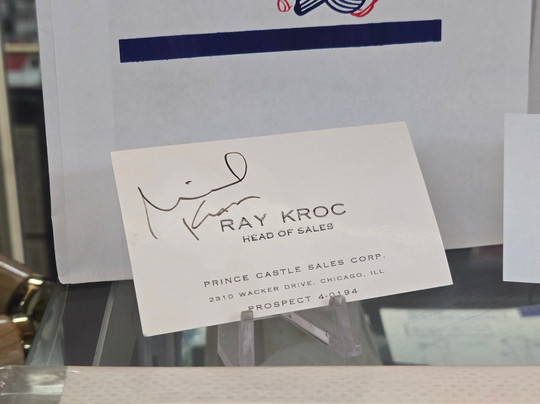 RAY KROC
HEAD OF SALES
PRINCE CASTLE SALES CORP.
2310 WACKER DRIVE, CHICAGO, ILL
PROSPECT 4-0194